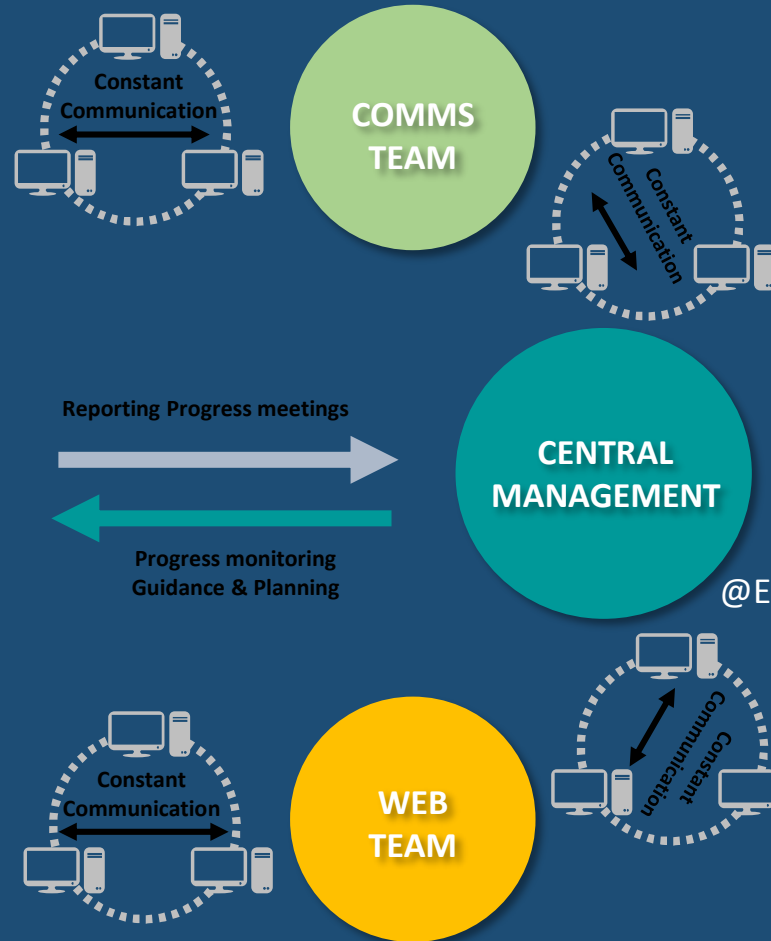 Constant
Communication
COMMS
TEAM
Constant
Communication
Reporting Progress meetings
CENTRAL
MANAGEMENT
Progress monitoring
Guidance & Planning
@E
Constant
Communication
Constant
Communication
WEB
TEAM